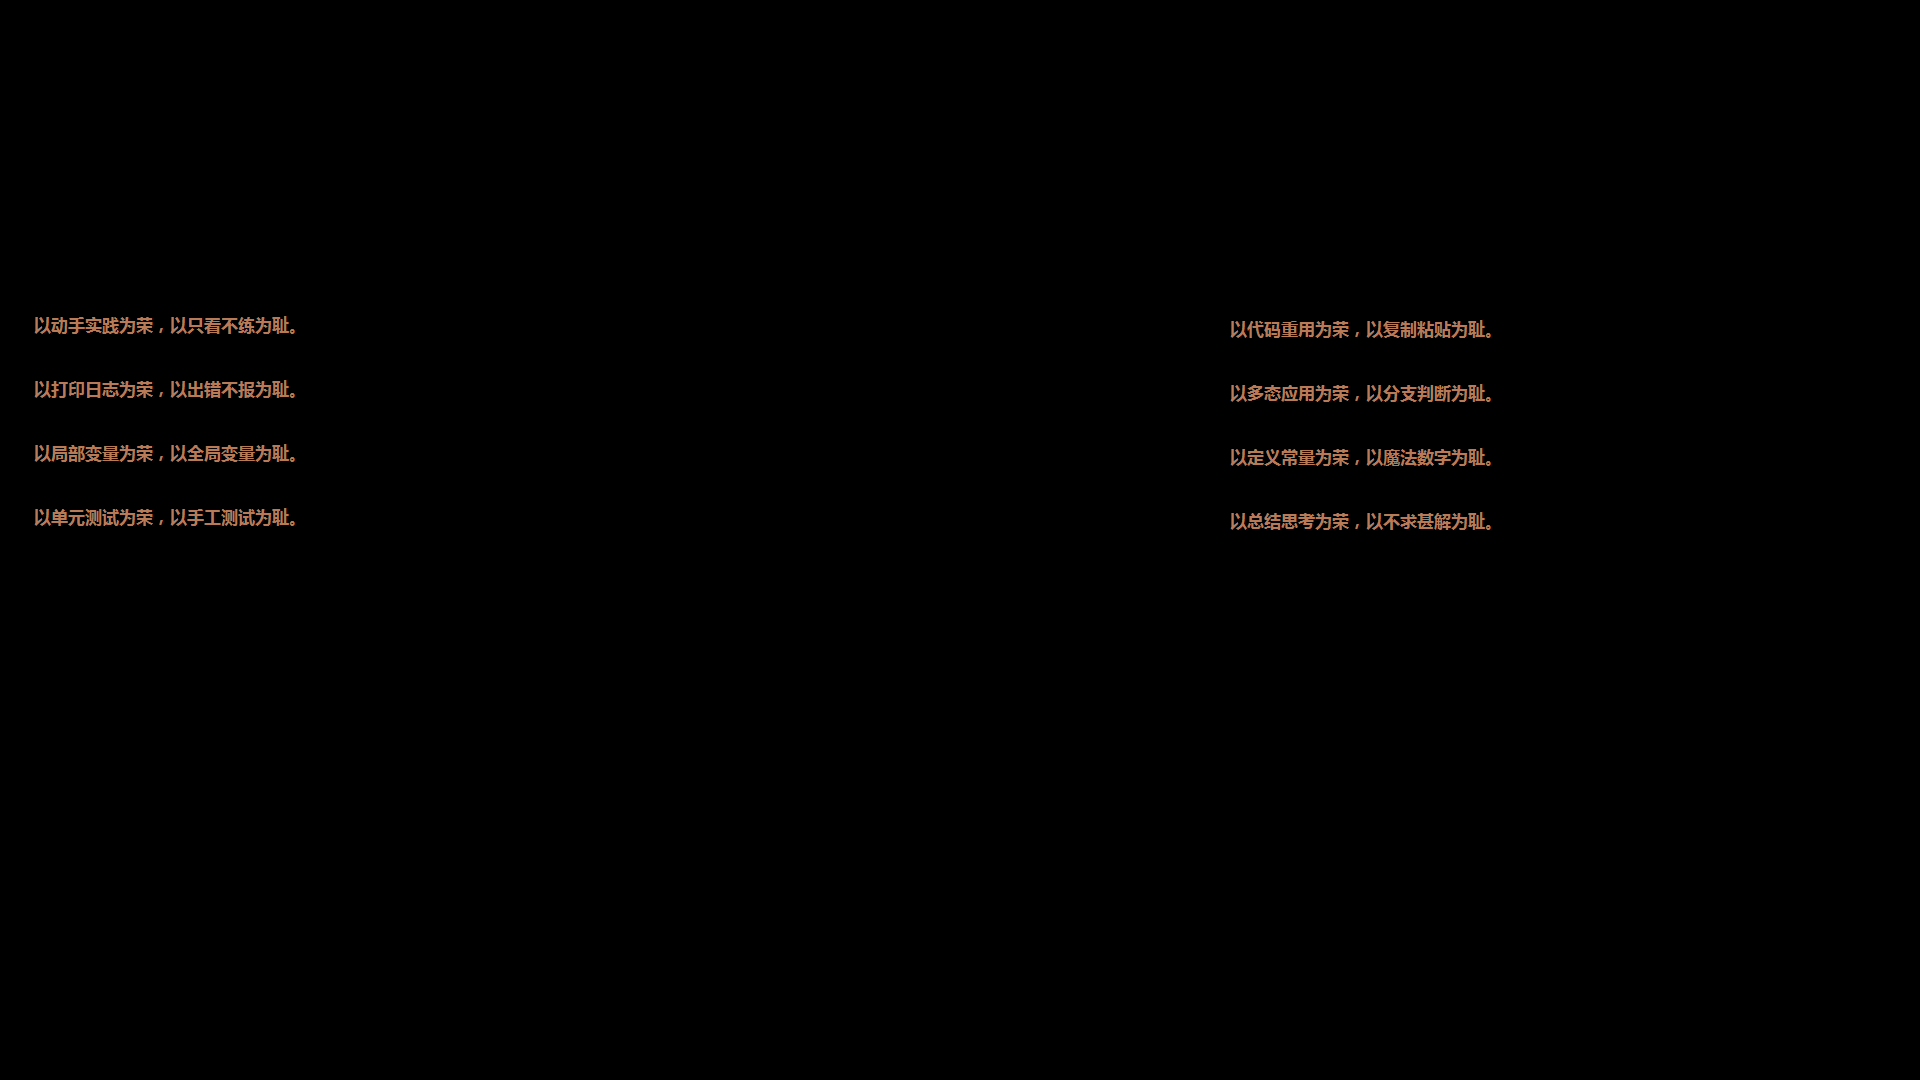 以动手实践为荣，以只看不练为耻。
以打印日志为荣，以出错不报为耻。
以局部变量为荣，以全局变量为耻。
以单元测试为荣，以手工测试为耻。
以代码重用为荣，以复制粘贴为耻。
以多态应用为荣，以分支判断为耻。
以定义常量为荣，以魔法数字为耻。
以总结思考为荣，以不求甚解为耻。